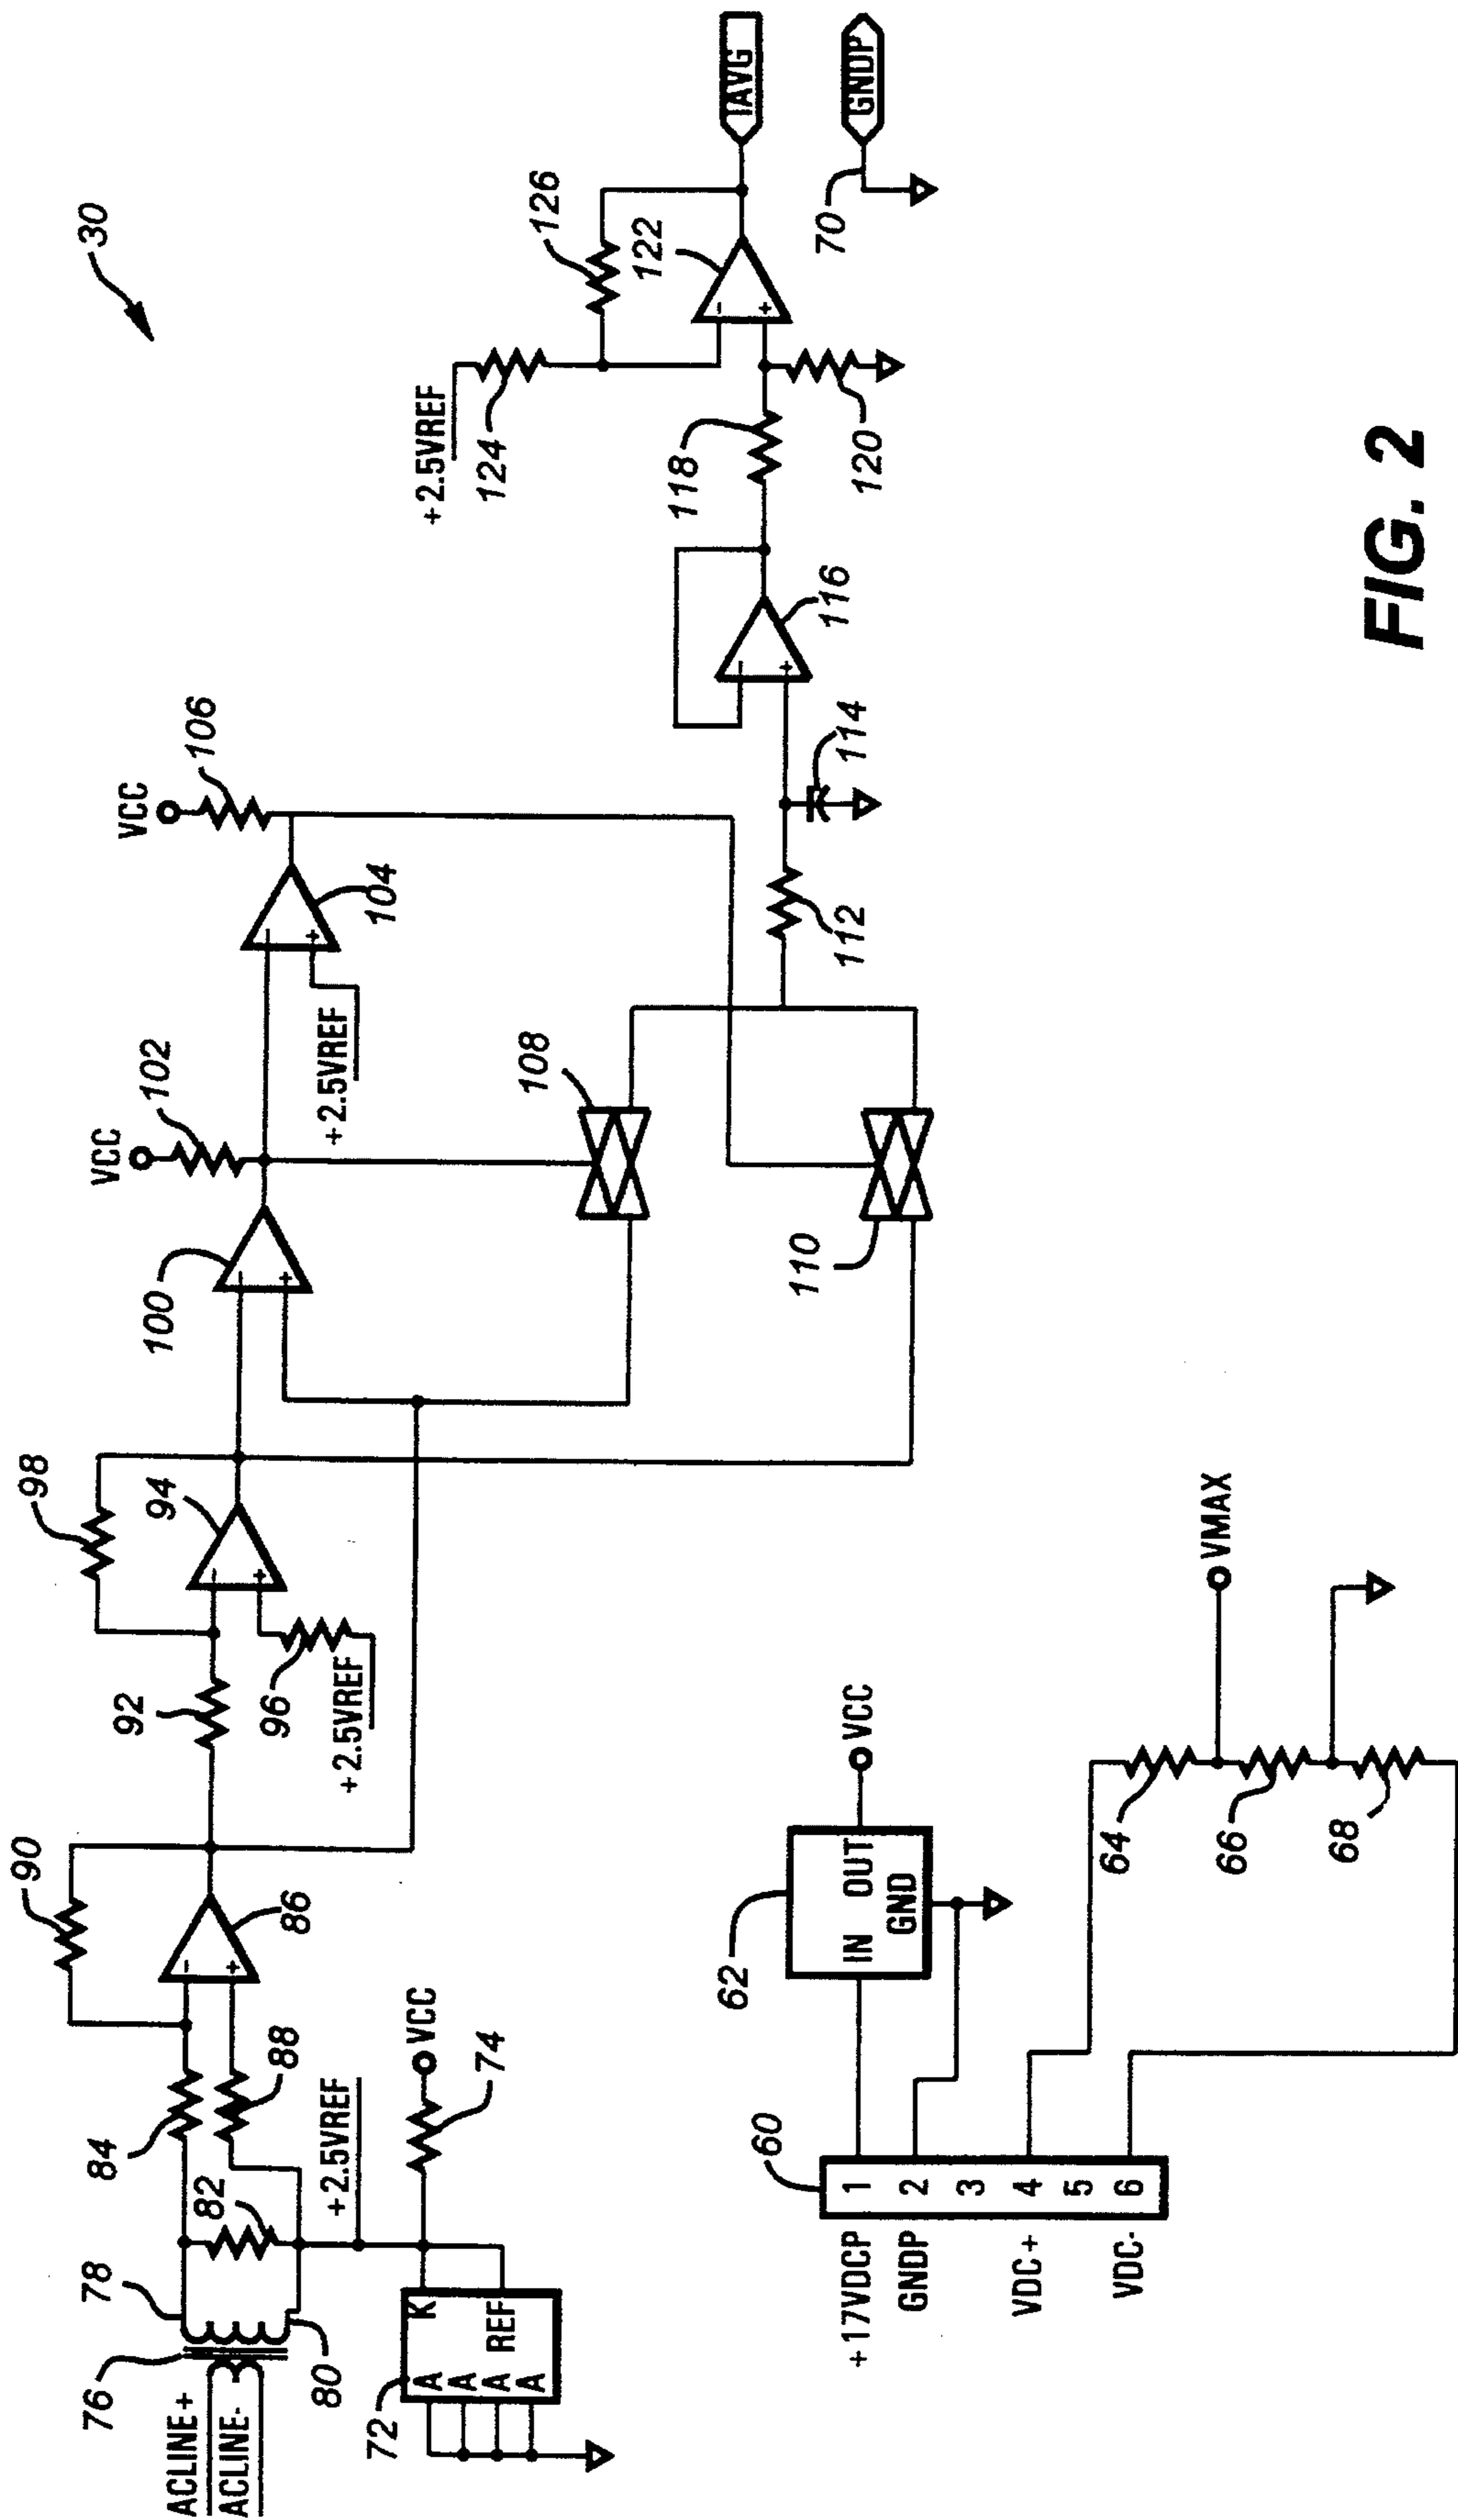 30
ACLINE+
ACLINE-
76
78
80
82
84
88
90
86
-
+
92
94
-
+
96
+2.5VREF
98
100
-
+
VCC
102
104
-
+
+2.5VREF
VCC
106
108
110
112
114
116
-
+
118
120
+2.5VREF
124
126
122
-
+
IAVG
70
GNDP
72
A
A
A
A
K
REF
+2.5VREF
VCC
74
60
+17VDCP
GNDP
VDC+
VDC-
1
2
3
4
5
6
62
IN
OUT
GND
VCC
64
66
68
VMAX
FIG. 2